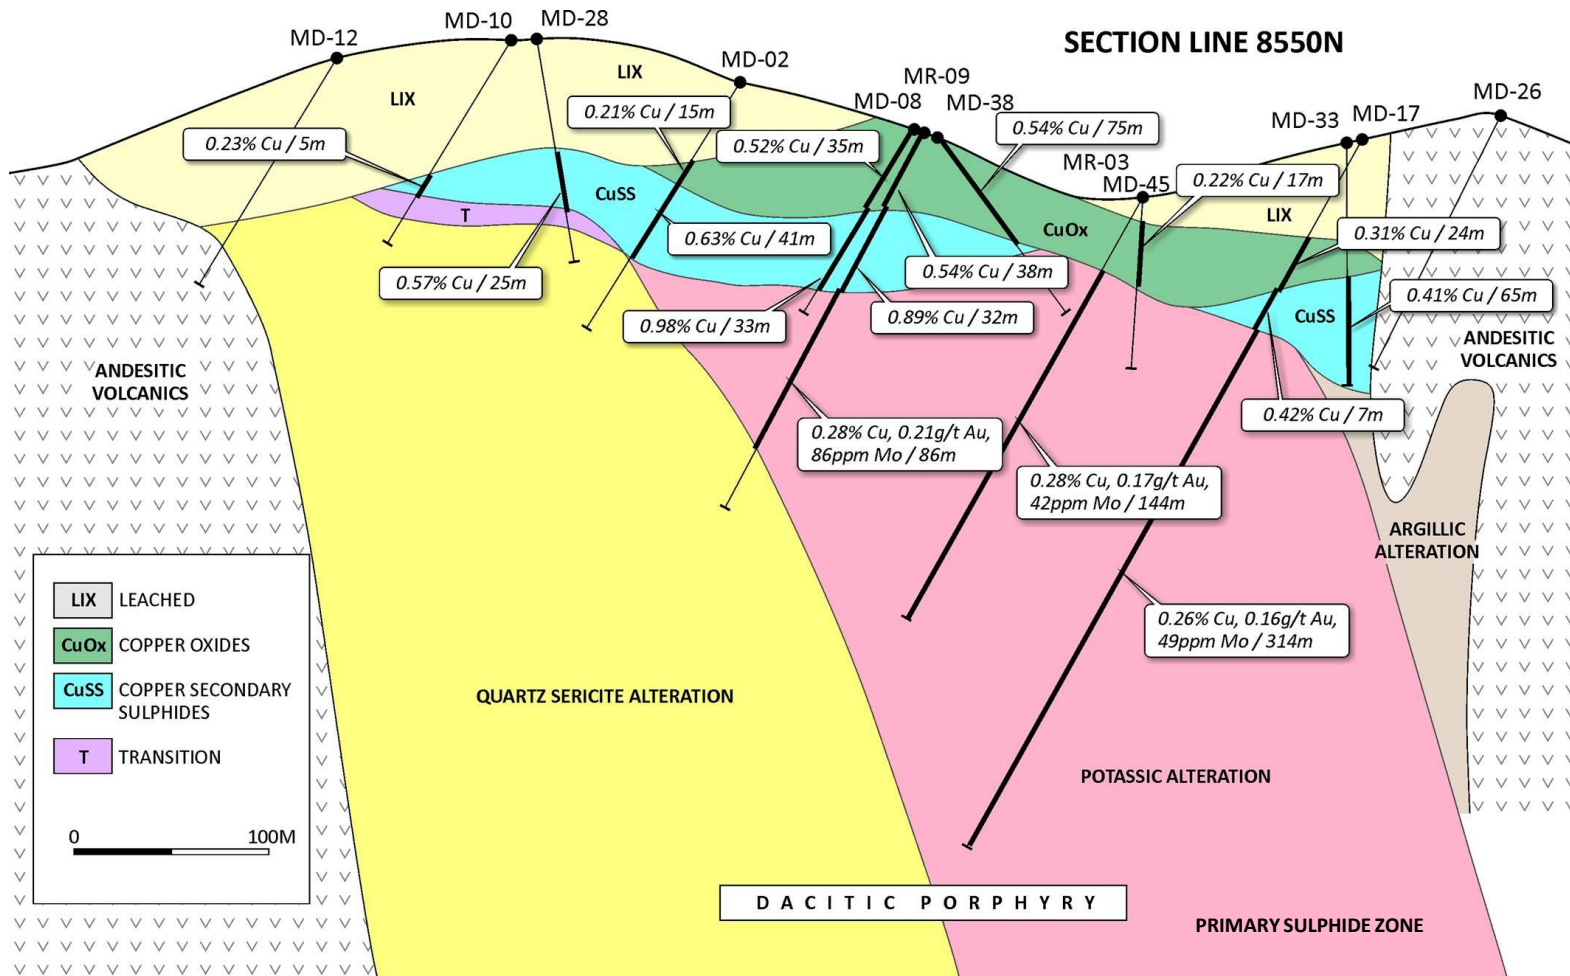 SECTION LINE 8550N
MD-12
MD-10
MD-28
MD-02
MR-09
MD-08
MD-38
MR-03
MD-45
MD-33
MD-17
MD-26
LIX
LIX
LIX
0.23% Cu / 5m
0.21% Cu / 15m
0.52% Cu / 35m
0.54% Cu / 75m
0.22% Cu / 17m
0.31% Cu / 24m
0.41% Cu / 65m
T
CuSS
CuOx
CuSS
0.57% Cu / 25m
0.63% Cu / 41m
0.98% Cu / 33m
0.54% Cu / 38m
0.89% Cu / 32m
0.42% Cu / 7m
0.28% Cu, 0.21g/t Au,
86ppm Mo / 86m
0.28% Cu, 0.17g/t Au,
42ppm Mo / 144m
0.26% Cu, 0.16g/t Au,
49ppm Mo / 314m
ANDESITIC
VOLCANICS
ANDESITIC
VOLCANICS
ARGILLIC
ALTERATION
QUARTZ SERICITE ALTERATION
POTASSIC ALTERATION
DACITIC PORPHYRY
PRIMARY SULPHIDE ZONE
LIX LEACHED
CuOx COPPER OXIDES
CuSS COPPER SECONDARY
SULPHIDES
T TRANSITION
0 100M